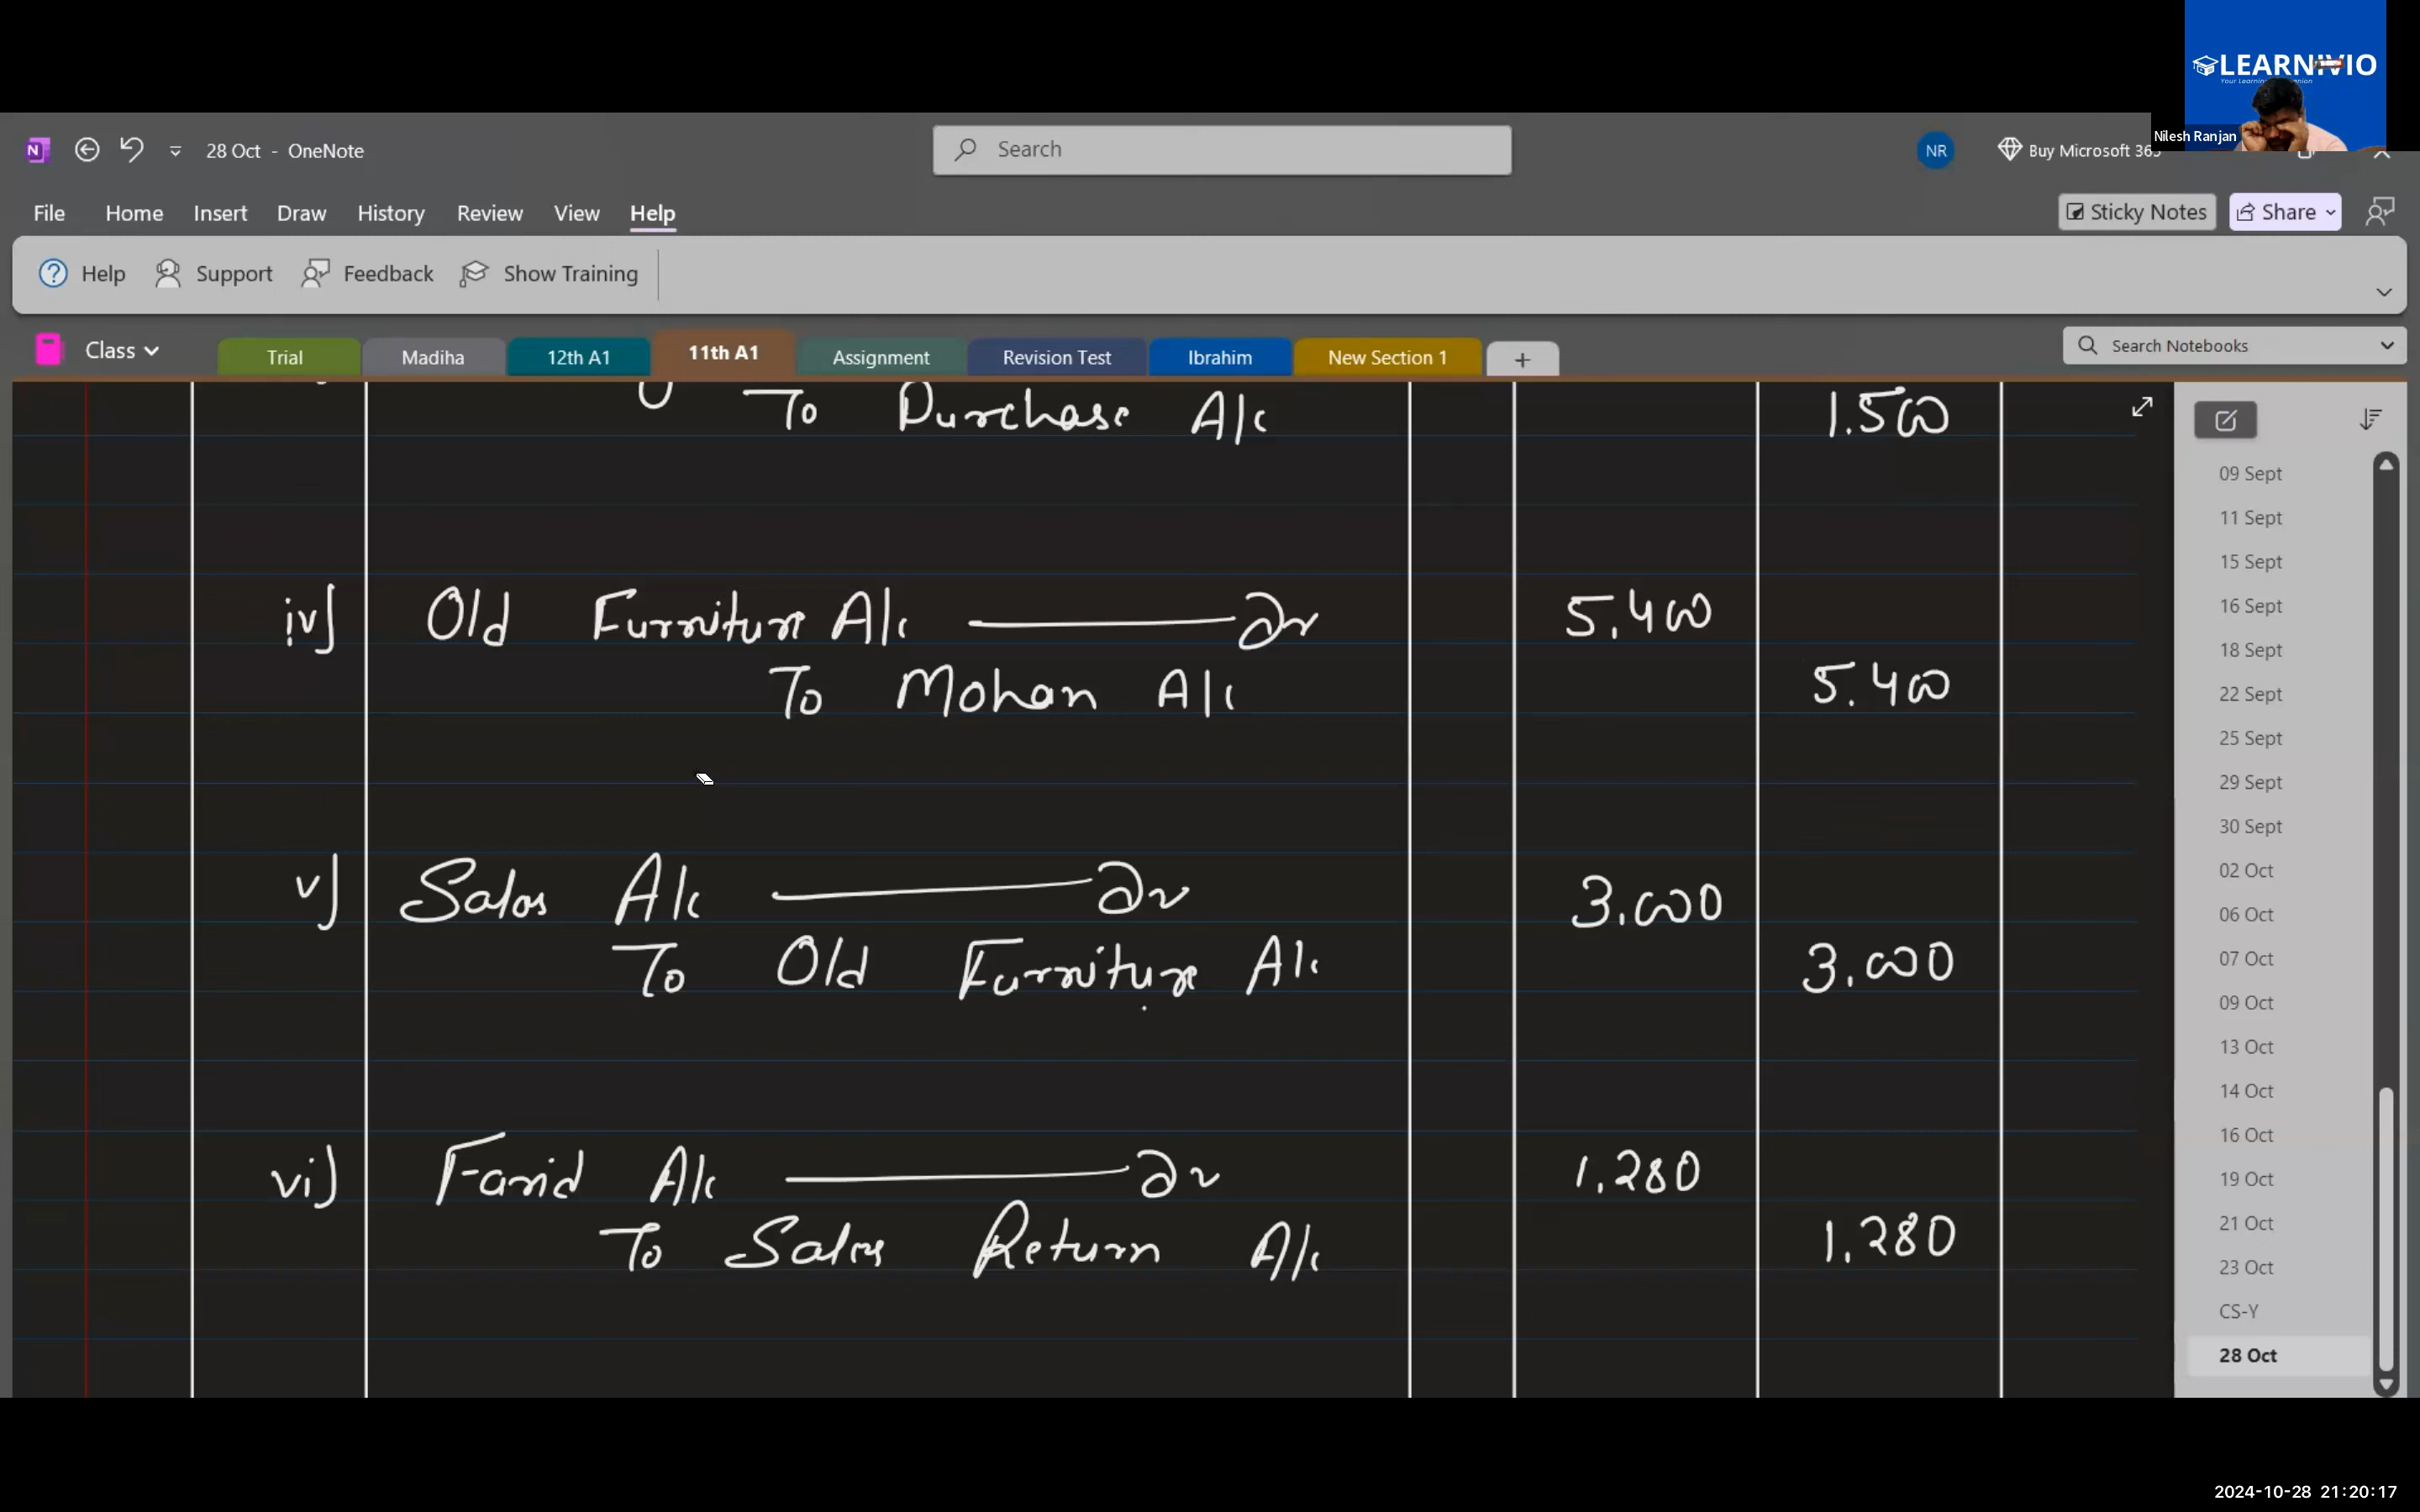 LEARNIVIO
Nilesh Ranjan
28 Oct - OneNote
Search
NR
Buy Microsoft 365
File Home Insert Draw History Review View Help
Sticky Notes
Share
Help Support Feedback Show Training
Class
Trial Madiha 12th A1 11th A1 Assignment Revision Test Ibrahim New Section 1 +
Search Notebooks
To Purchase A/c 1.500
iv) Old Furniture A/c Dr 5.400
To Mohan A/c 5.400
v) Sales A/c Dr 3.000
To Old Furniture A/c 3.000
vi) Farid A/c Dr 1.280
To Sales Return A/c 1.280
09 Sept
11 Sept
15 Sept
16 Sept
18 Sept
22 Sept
25 Sept
29 Sept
30 Sept
02 Oct
06 Oct
07 Oct
09 Oct
13 Oct
14 Oct
16 Oct
19 Oct
21 Oct
23 Oct
CS-Y
28 Oct
2024-10-28 21:20:17